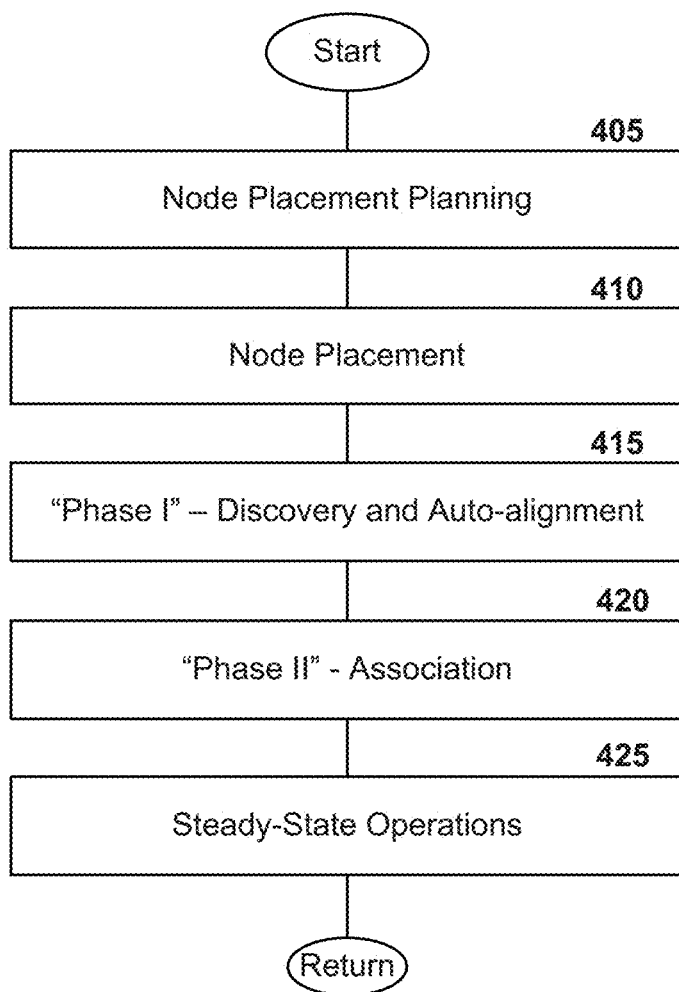 Start
405
Node Placement Planning
410
Node Placement
415
“Phase I” – Discovery and Auto-alignment
420
“Phase II” - Association
425
Steady-State Operations
Return